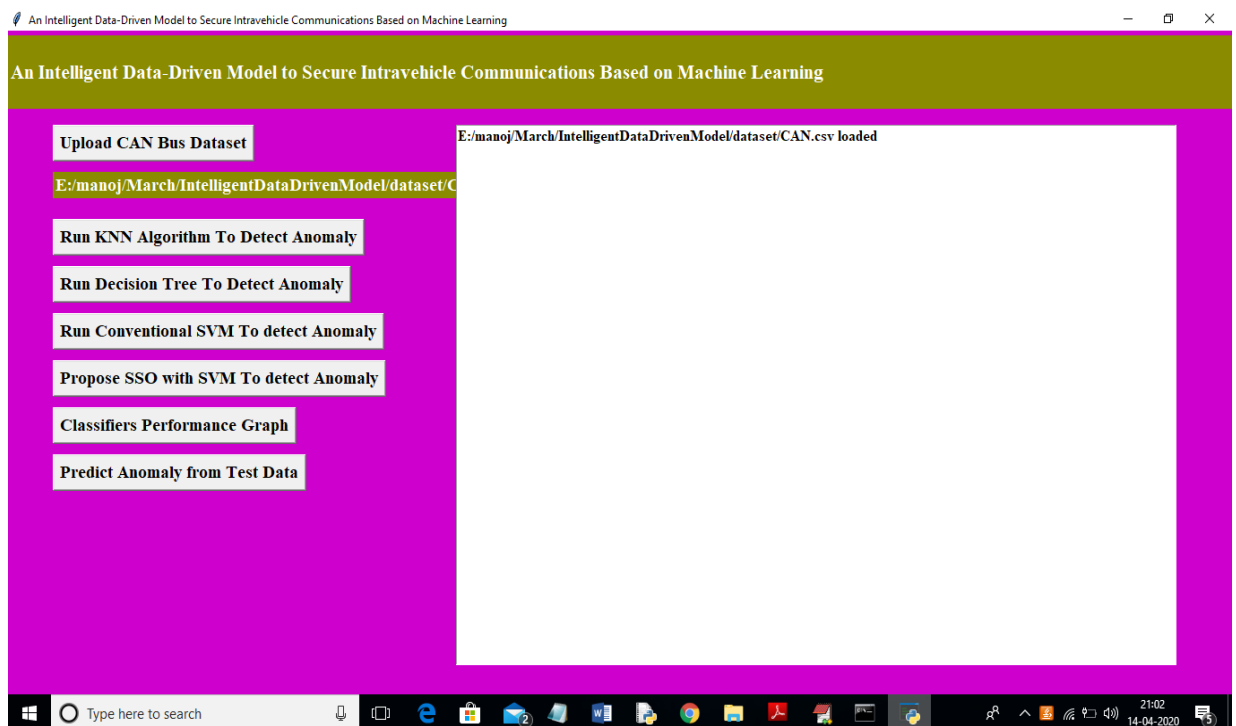 An Intelligent Data-Driven Model to Secure Intravehicle Communications Based on Machine Learning
An Intelligent Data-Driven Model to Secure Intravehicle Communications Based on Machine Learning
Upload CAN Bus Dataset
E:/manoj/March/IntelligentDataDrivenModel/dataset/C
Run KNN Algorithm To Detect Anomaly
Run Decision Tree To Detect Anomaly
Run Conventional SVM To detect Anomaly
Propose SSO with SVM To detect Anomaly
Classifiers Performance Graph
Predict Anomaly from Test Data
E:/manoj/March/IntelligentDataDrivenModel/dataset/CAN.csv loaded
Type here to search
2
21:02
14-04-2020
5